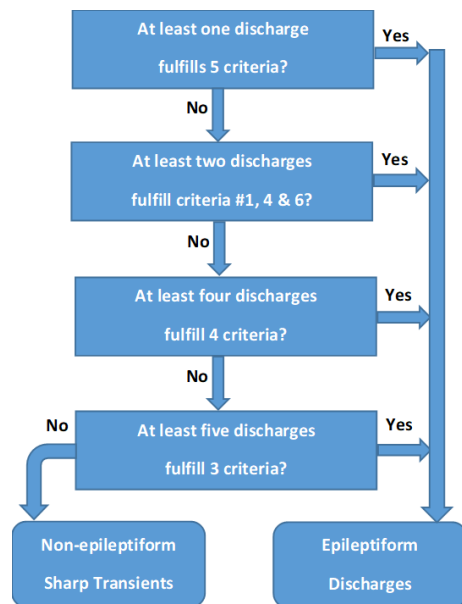 At least one discharge
fulfills 5 criteria?
Yes
No
At least two discharges
fulfill criteria #1, 4 & 6?
Yes
No
At least four discharges
fulfill 4 criteria?
Yes
No
At least five discharges
fulfill 3 criteria?
No
Yes
Non-epileptiform
Sharp Transients
Epileptiform
Discharges